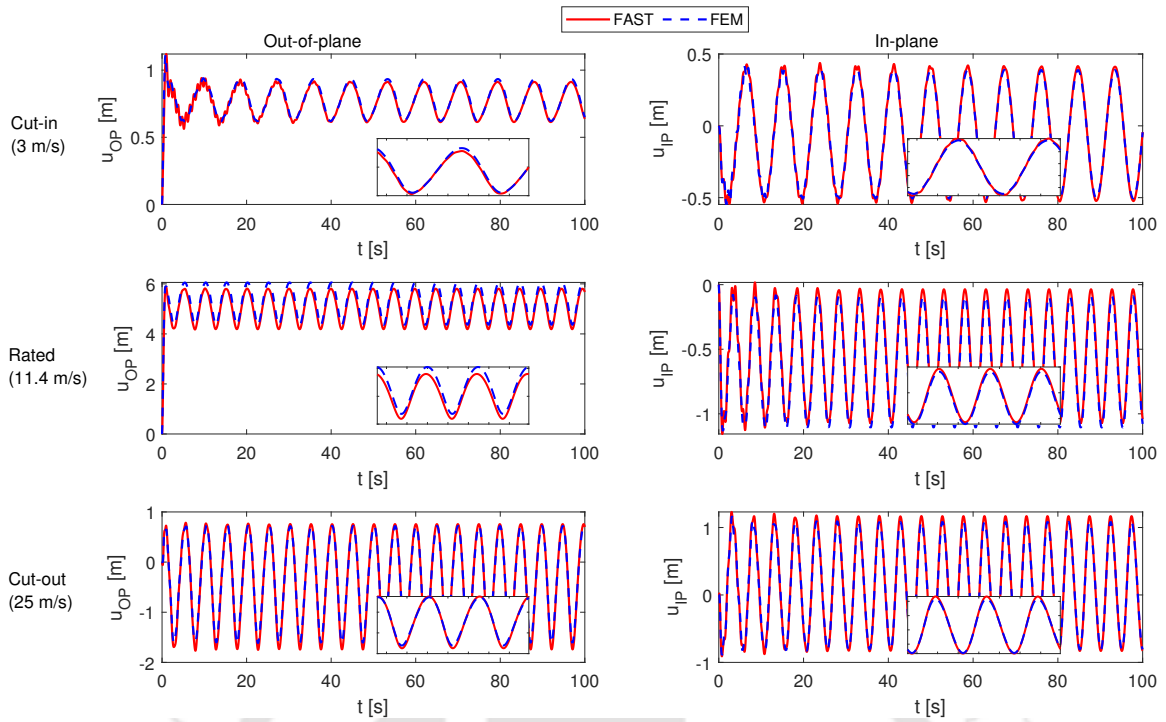 FAST FEM
Out-of-plane In-plane
Cut-in
(3 m/s)
u_OP [m]
1
0.5
0
0 20 40 60 80 100
t [s]
u_IP [m]
0.5
0
-0.5
0 20 40 60 80 100
t [s]
Rated
(11.4 m/s)
u_OP [m]
6
4
2
0
0 20 40 60 80 100
t [s]
u_IP [m]
0
-0.5
-1
0 20 40 60 80 100
t [s]
Cut-out
(25 m/s)
u_OP [m]
1
0
-1
-2
0 20 40 60 80 100
t [s]
u_IP [m]
1
0
-1
0 20 40 60 80 100
t [s]